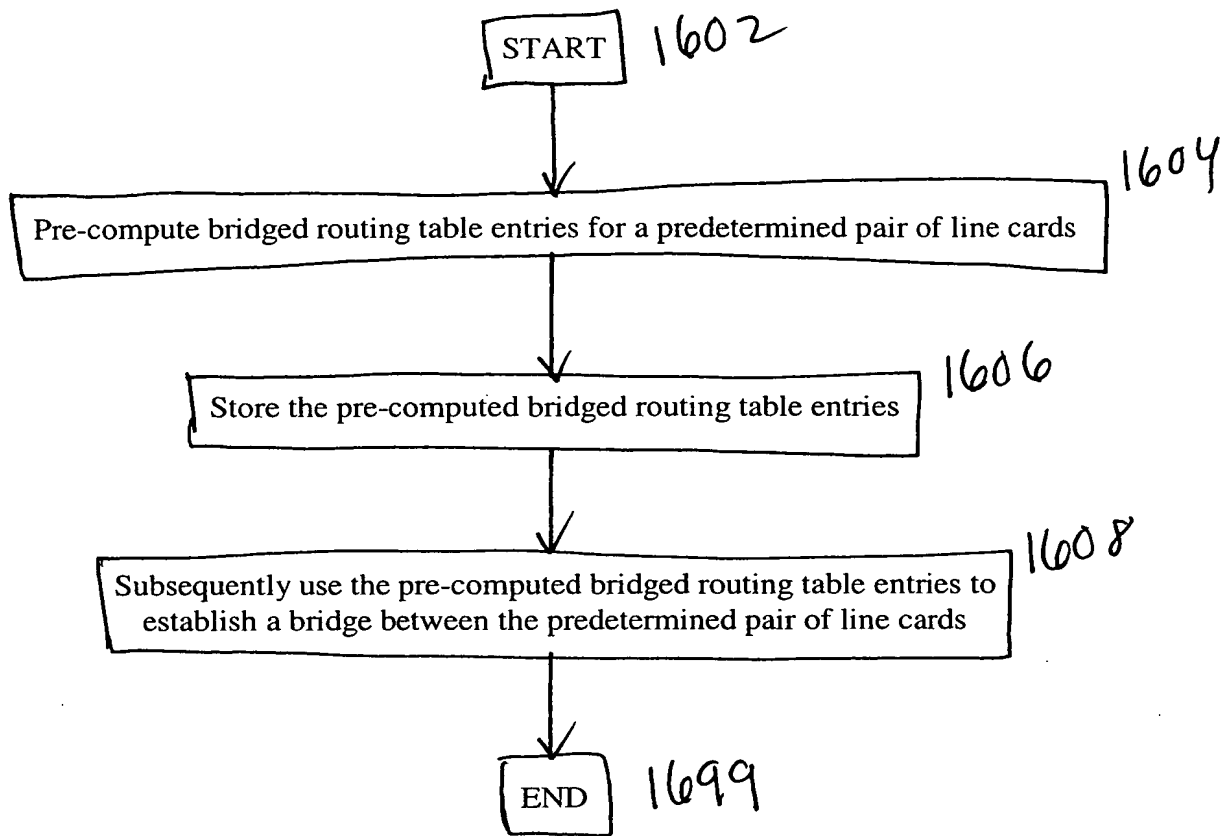 START 1602
1604
Pre-compute bridged routing table entries for a predetermined pair of line cards
1606
Store the pre-computed bridged routing table entries
1608
Subsequently use the pre-computed bridged routing table entries to
establish a bridge between the predetermined pair of line cards
END 1699